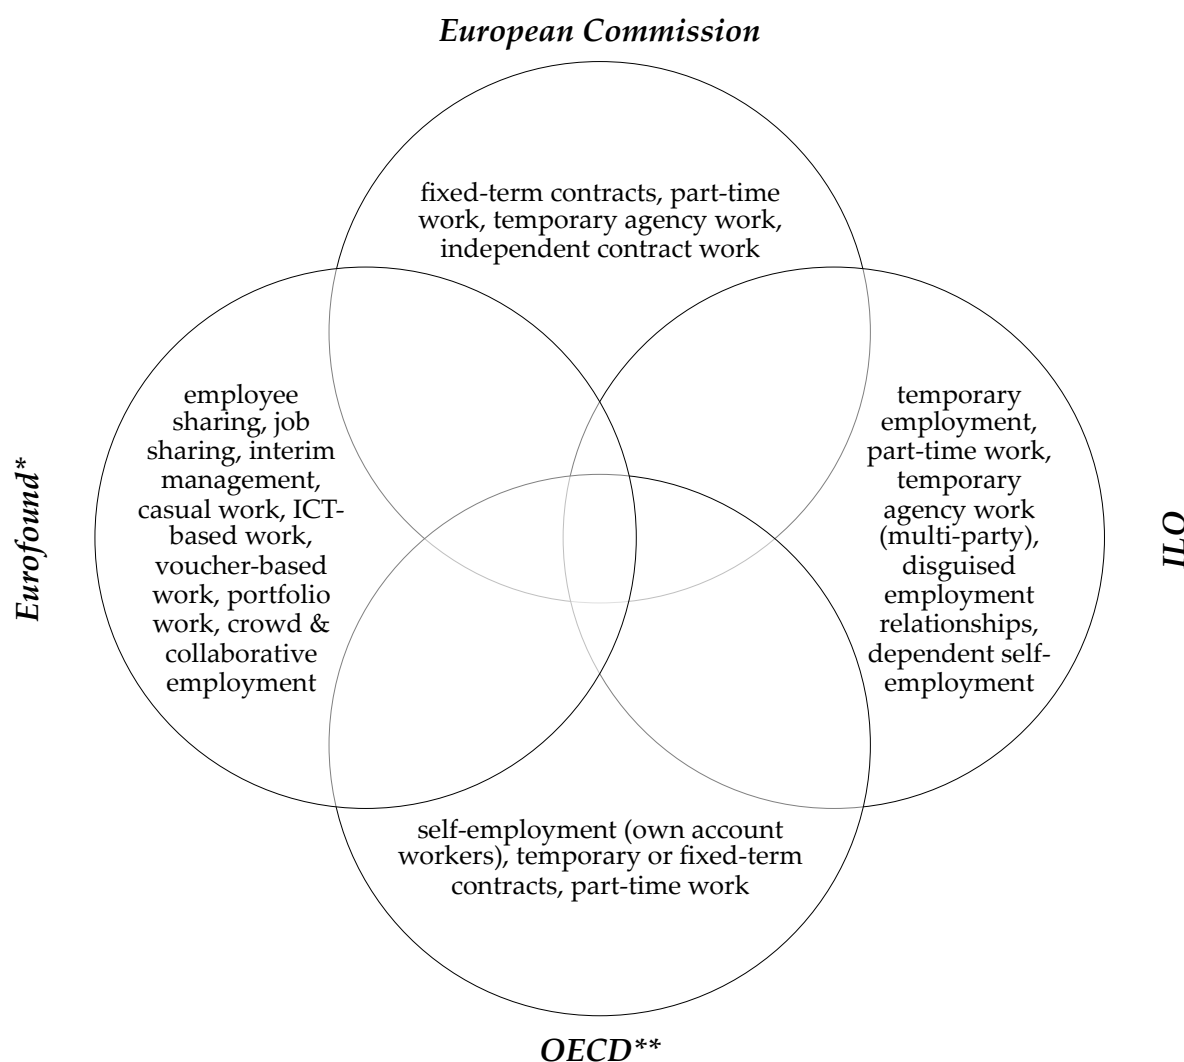 European Commission
fixed-term contracts, part-time
work, temporary agency work,
independent contract work
Eurofound*
employee
sharing, job
sharing, interim
management,
casual work, ICT-
based work,
voucher-based
work, portfolio
work, crowd &
collaborative
employment
temporary
employment,
part-time work,
temporary
agency work
(multi-party),
disguised
employment
relationships,
dependent self-
employment
ILO
self-employment (own account
workers), temporary or fixed-term
contracts, part-time work
OECD**